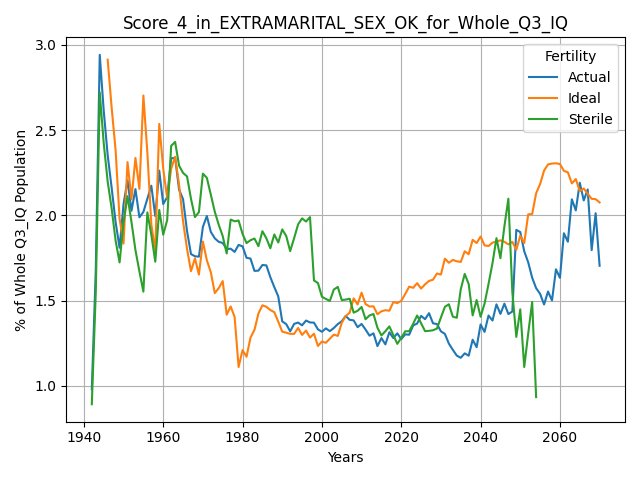 Score_4_in_EXTRAMARITAL_SEX_OK_for_Whole_Q3_IQ
Fertility
Actual
Ideal
Sterile
% of Whole Q3_IQ Population
3.0
2.5
2.0
1.5
1.0
1940 1960 1980 2000 2020 2040 2060
Years